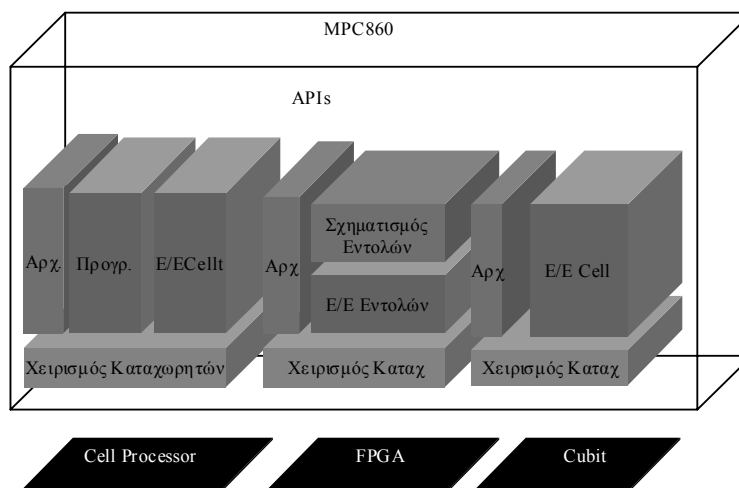 MPC860
APIs
Αρχ.
Προγρ.
E/ECellt
Αρχ
Σχηματισμός
Εντολών
Ε/Ε Εντολών
Αρχ
E/E Cell
Χειρισμός Καταχωρητών
Χειρισμός Καταχ
Χειρισμός Καταχ
Cell Processor
FPGA
Cubit